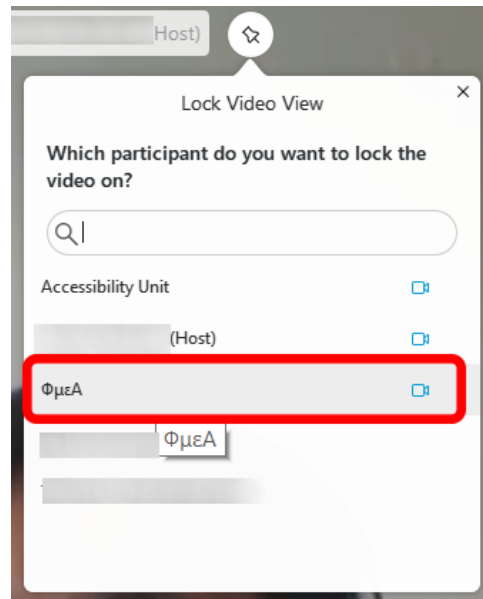 Host)
Lock Video View
Which participant do you want to lock the
video on?
Accessibility Unit
(Host)
ΦμεΑ
ΦμεΑ